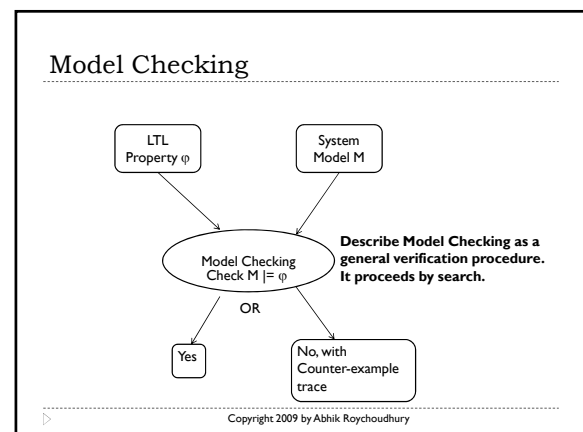 Model Checking
LTL
Property φ
System
Model M
Model Checking
Check M |= φ
Describe Model Checking as a
general verification procedure.
It proceeds by search.
OR
Yes
No, with
Counter-example
trace
Copyright 2009 by Abhik Roychoudhury